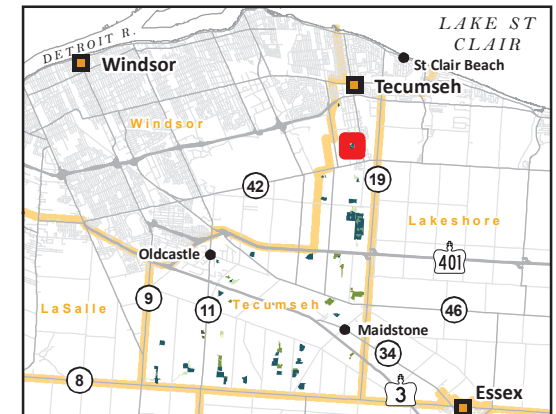 LAKE ST
CLAIR
DETROIT R.
Windsor
St Clair Beach
Tecumseh
Windsor
42
19
Lakeshore
Oldcastle
401
LaSalle
9
11
Tecumseh
46
Maidstone
34
8
3
Essex